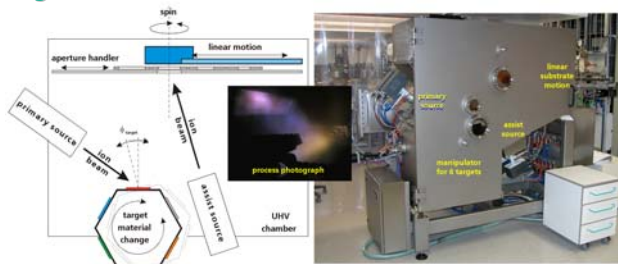 spin
linear motion
aperture handler
primary source
ion
beam
ϕ target
ion
beam
assist source
target
material
change
UHV
chamber
process photograph
primary
source
linear
substrate
motion
assist
source
manipulator
for 6 targets